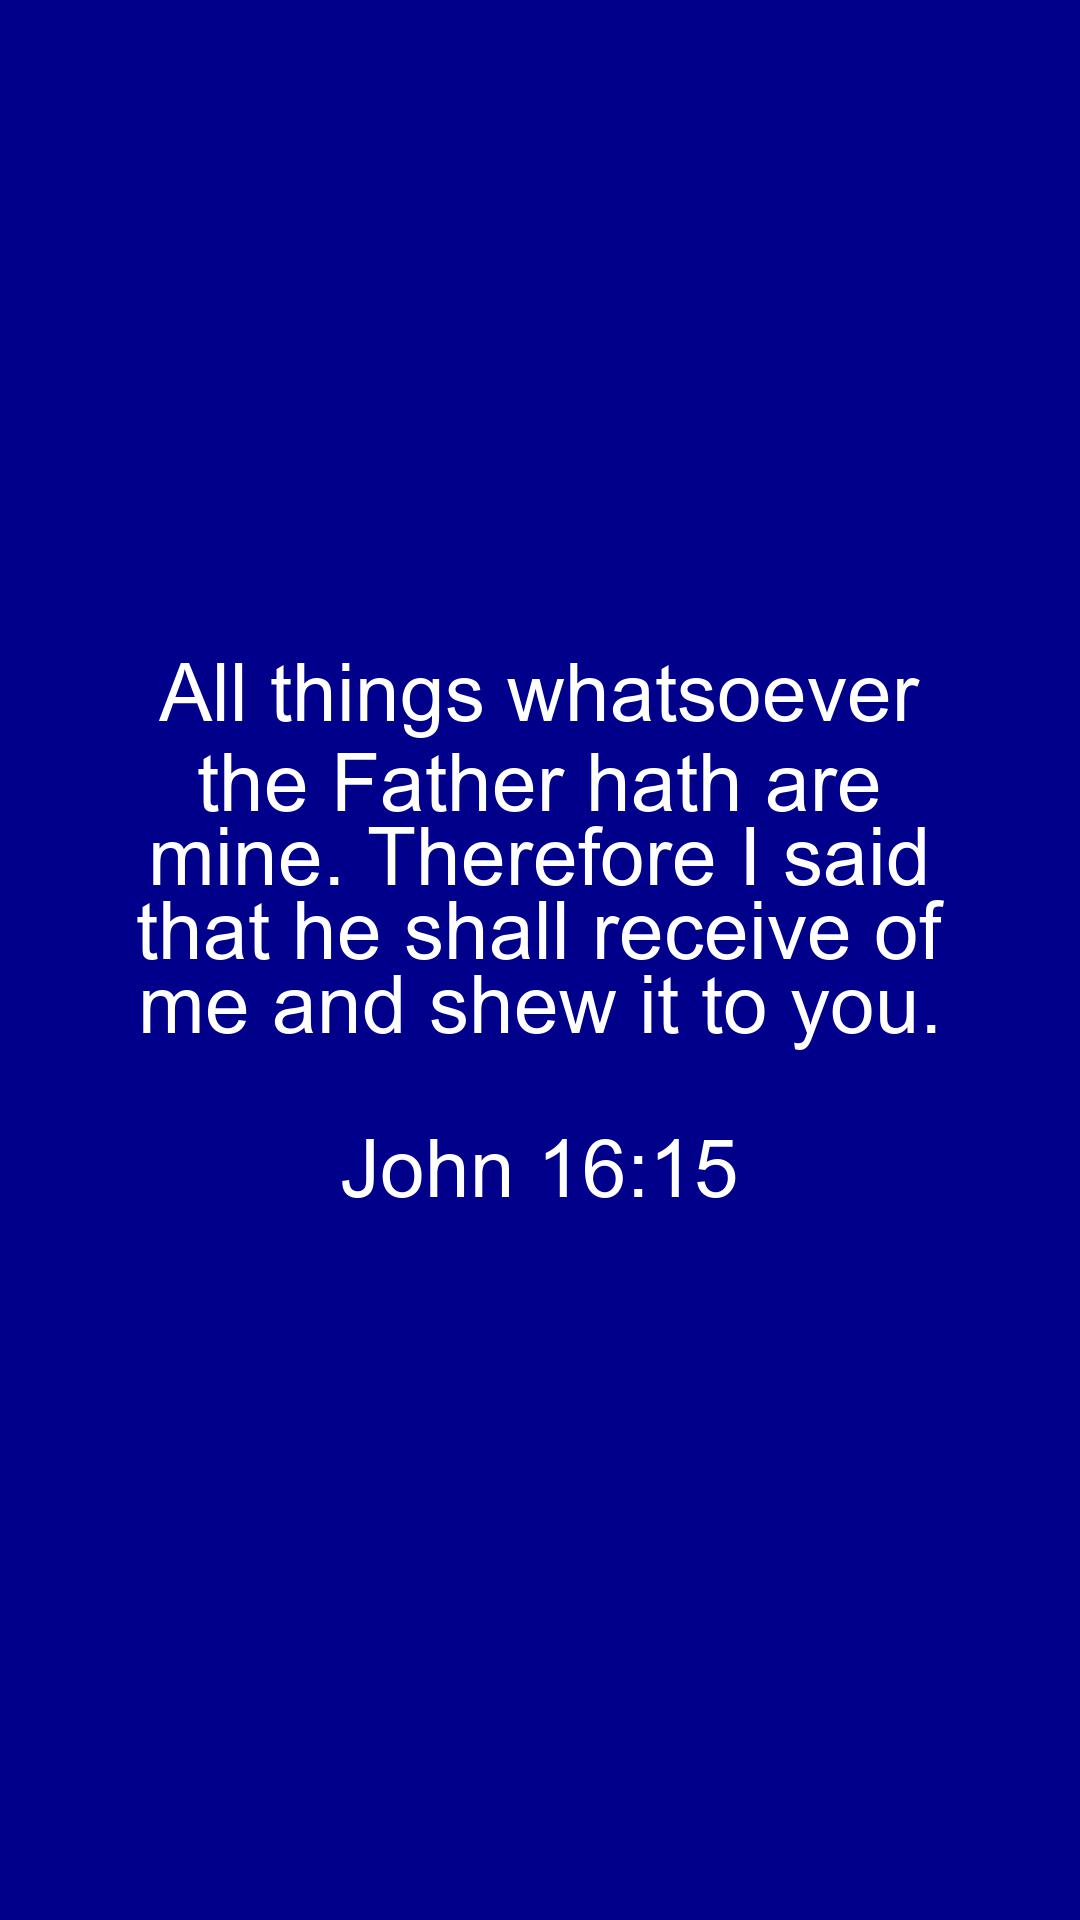 All things whatsoever
the Father hath are
mine. Therefore I said
that he shall receive of
me and shew it to you.
John 16:15